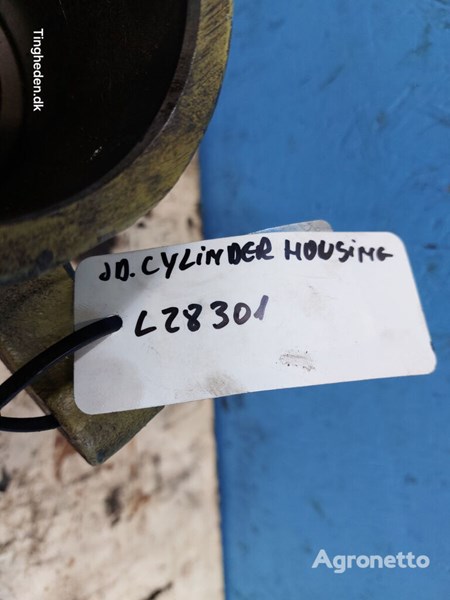 Tingheden.dk
JD. CYLINDER HOUSING
L28301
Agronetto